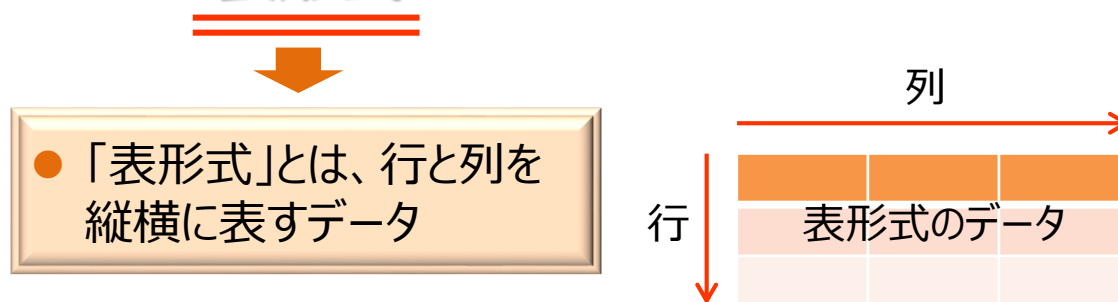 ●「表形式」とは、行と列を
縦横に表すデータ
列
行
表形式のデータ